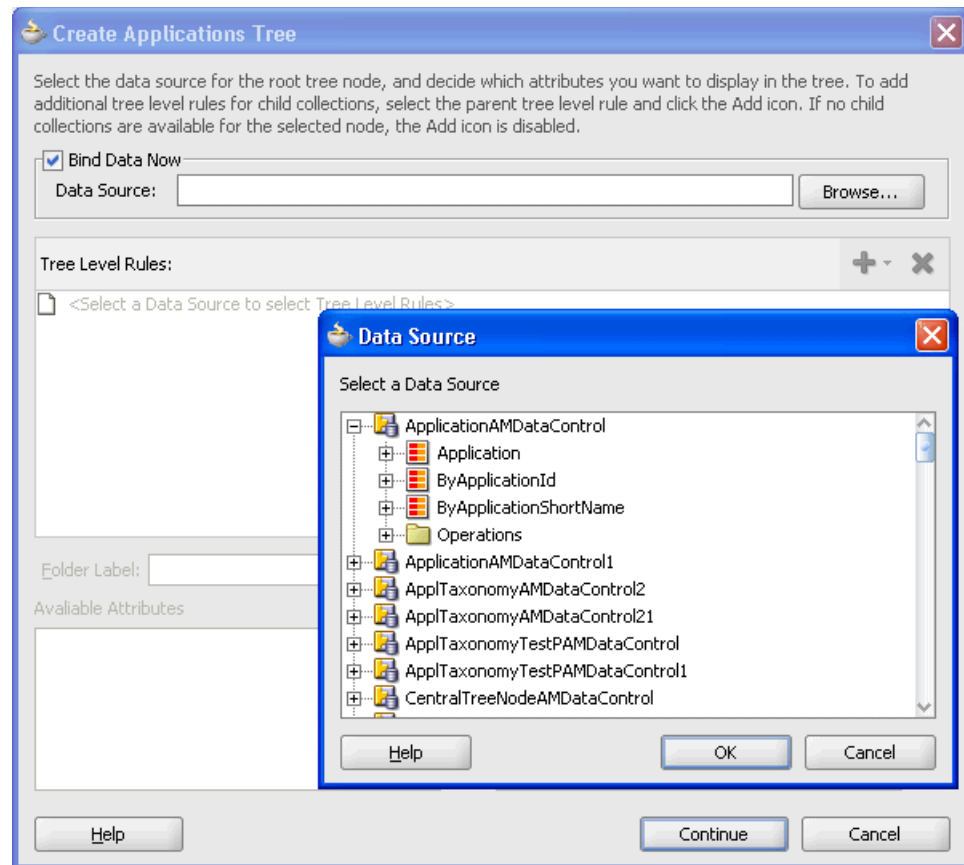 Create Applications Tree
Select the data source for the root tree node, and decide which attributes you want to display in the tree. To add
additional tree level rules for child collections, select the parent tree level rule and click the Add icon. If no child
collections are available for the selected node, the Add icon is disabled.
Bind Data Now
Data Source:
Browse...
Tree Level Rules:
<Select a Data Source to select Tree Level Rules>
Data Source
Select a Data Source
ApplicationAMDataControl
Application
ByApplicationId
ByApplicationShortName
Operations
ApplicationAMDataControl1
ApplTaxonomyAMDataControl2
ApplTaxonomyAMDataControl21
ApplTaxonomyTestPAMDataControl
ApplTaxonomyTestPAMDataControl1
CentralTreeNodeAMDataControl
Help OK Cancel
Folder Label:
Avaliable Attributes
Help Continue Cancel